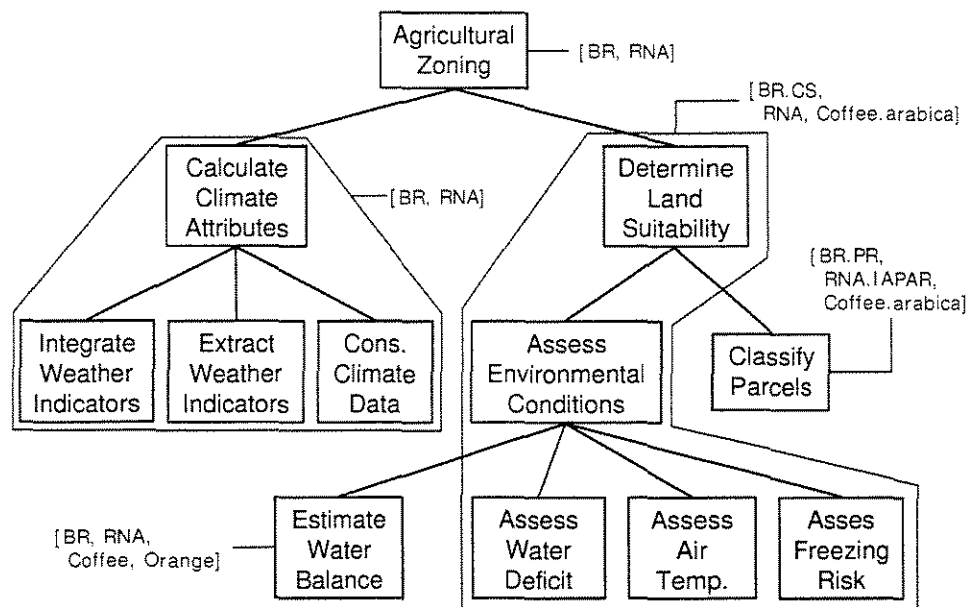 Agricultural
Zoning
[BR, RNA]
[BR.CS,
RNA, Coffee.arabica]
Calculate
Climate
Attributes
[BR, RNA]
Determine
Land
Suitability
[BR.PR,
RNA.IAPAR,
Coffee.arabica]
Integrate
Weather
Indicators
Extract
Weather
Indicators
Cons.
Climate
Data
Assess
Environmental
Conditions
Classify
Parcels
[BR, RNA,
Coffee, Orange]
Estimate
Water
Balance
Assess
Water
Deficit
Assess
Air
Temp.
Asses
Freezing
Risk